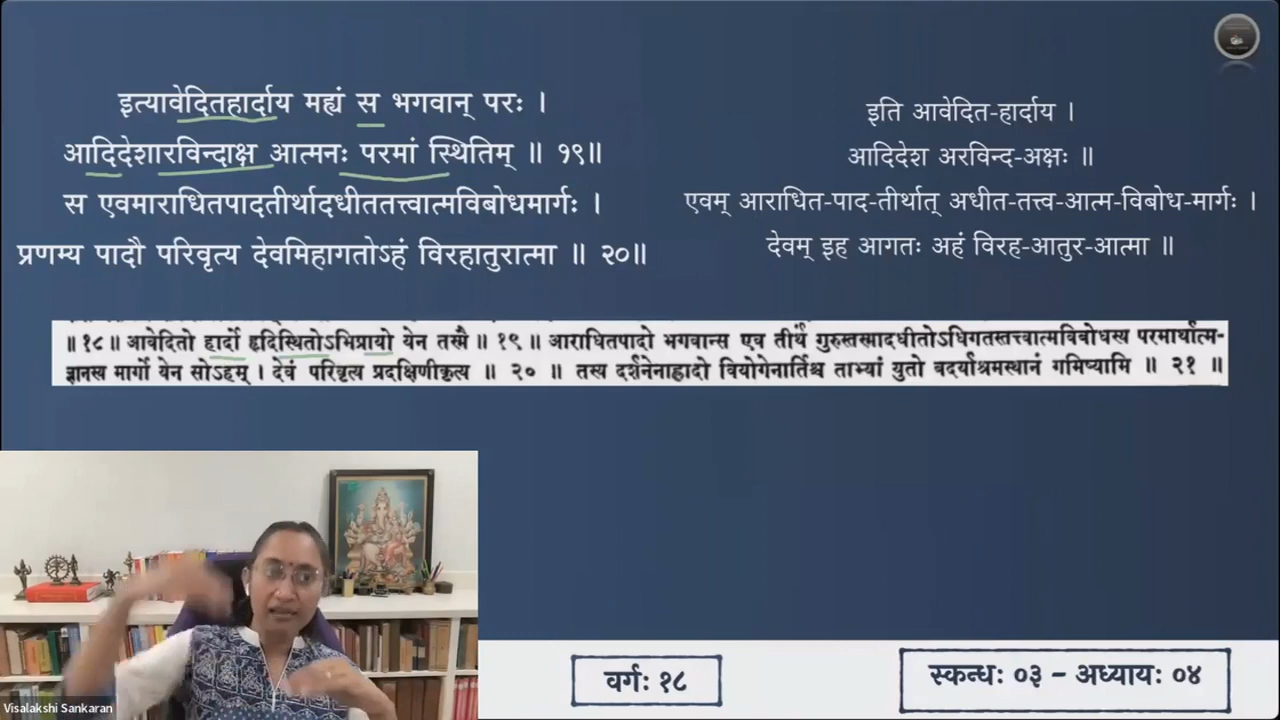 इत्यावेदितहार्दाय मह्यं स भगवान् परः ।
आदिदेशारविन्दाक्ष आत्मनः परमां स्थितिम् ॥ १९॥
स एवमाराधितपादतीर्थादधीततत्त्वात्मविबोधमार्गः ।
प्रणम्य पादौ परिवृत्य देवमिहागतोऽहं विरहातुरात्मा ॥ २०॥
इति आवेदित-हार्दाय ।
आदिदेश अरविन्द-अक्षः ॥
एवम् आराधित-पाद-तीर्थात् अधीत-तत्त्व-आत्म-विबोध-मार्गः ।
देवम् इह आगतः अहं विरह-आतुर-आत्मा ॥
॥ १८ ॥ आवेदितो हार्दो हृदिस्थितोऽभिप्रायो येन तस्मै ॥ १९ ॥ आराधितपादो भगवान्स एव तीर्थं गुरुस्तस्मादधीतोऽधिगतस्तत्त्वात्मविबोधस्य परमार्थात्म-
ज्ञानस्य मार्गो येन सोऽहम् । देवं परिवृत्य प्रदक्षिणीकृत्य ॥ २० ॥ तस्य दर्शनेनाह्लादो वियोगेनार्तिश्च ताभ्यां युतो बदर्याश्रमस्थानं गमिष्यामि ॥ २१ ॥
Visalakshi Sankaran
वर्गः १८
स्कन्धः ०३ – अध्यायः ०४